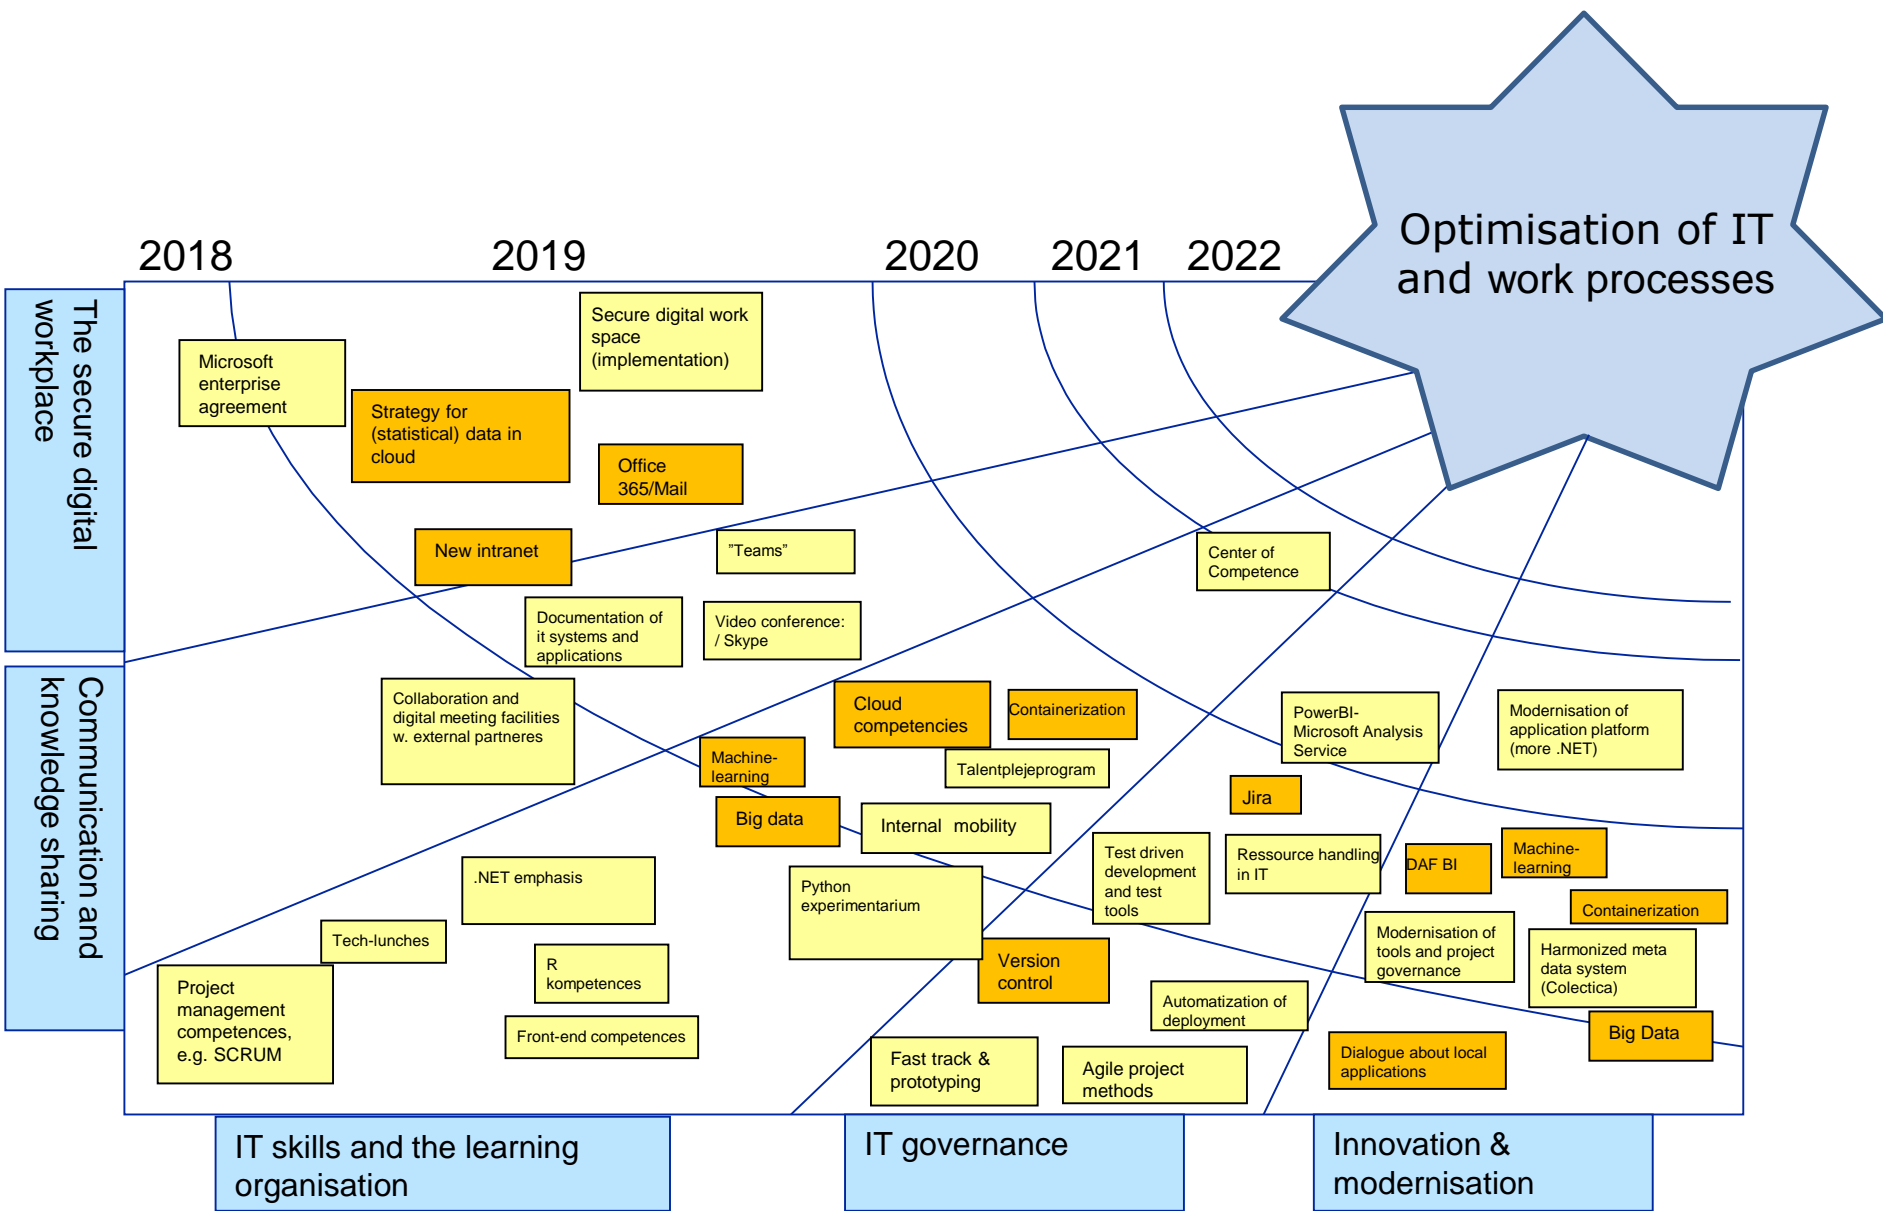 Optimisation of IT
and work processes
2018
2019
2020
2021
2022
The secure digital
workplace
Communication and
knowledge sharing
Microsoft
enterprise
agreement
Secure digital work
space
(implementation)
Strategy for
(statistical) data in
cloud
Office
365/Mail
New intranet
”Teams”
Center of
Competence
Documentation of
it systems and
applications
Video conference:
/ Skype
Collaboration and
digital meeting facilities
w. external partneres
Cloud
competencies
Containerization
PowerBI-
Microsoft Analysis
Service
Modernisation of
application platform
(more .NET)
Machine-
learning
Talentplejeprogram
Jira
Big data
Internal mobility
Test driven
development
and test
tools
Ressource handling
in IT
DAF BI
Machine-
learning
.NET emphasis
Python
experimentarium
Containerization
Tech-lunches
R
kompetences
Version
control
Modernisation of
tools and project
governance
Harmonized meta
data system
(Colectica)
Project
management
competences,
e.g. SCRUM
Front-end competences
Automatization of
deployment
Big Data
Fast track &
prototyping
Agile project
methods
Dialogue about local
applications
IT skills and the learning
organisation
IT governance
Innovation &
modernisation